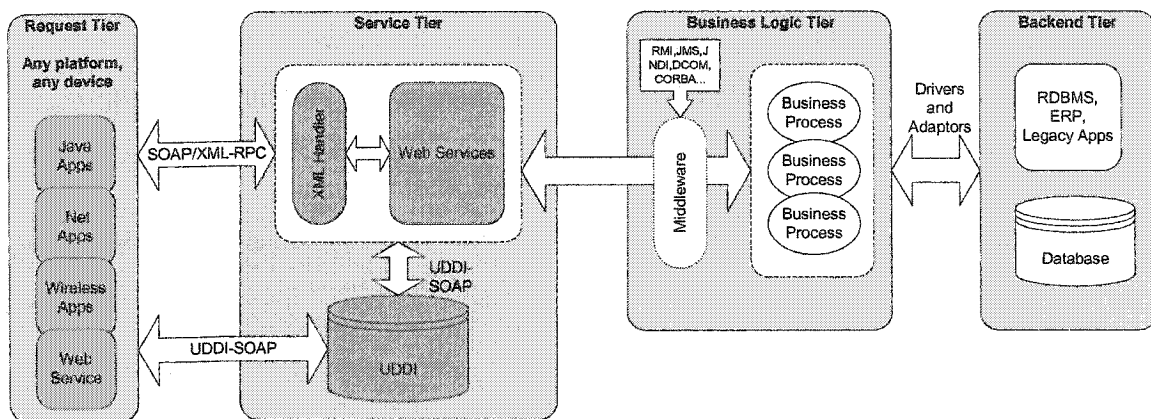 Request Tier
Any platform,
any device
Java
Apps
Net
Apps
Wireless
Apps
Web
Service
SOAP/XML-RPC
UDDI-SOAP
Service Tier
XML Handler
Web Services
UDDI-
SOAP
UDDI
Business Logic Tier
RMI,JMS,J
NDI,DCOM,
CORBA...
Middleware
Business
Process
Business
Process
Business
Process
Drivers
and
Adaptors
Backend Tier
RDBMS,
ERP,
Legacy Apps
Database